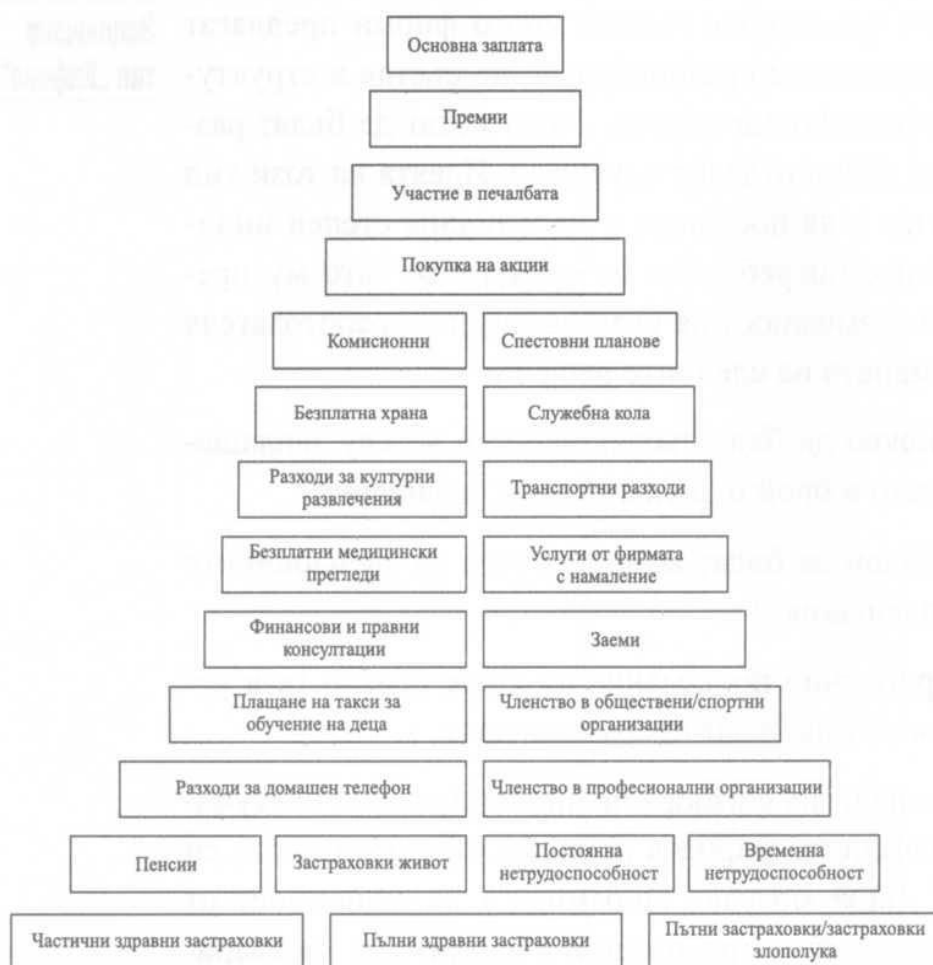 Основна заплата
Премии
Участие в печалбата
Покупка на акции
Комисионни
Спестовни планове
Безплатна храна
Служебна кола
Разходи за културни
развлечения
Транспортни разходи
Безплатни медицински
прегледи
Услуги от фирмата
с намаление
Финансови и правни
консултации
Заеми
Плащане на такси за
обучение на деца
Членство в обществени/спортни
организации
Разходи за домашен телефон
Членство в професионални организации
Пенсии
Застраховки живот
Постоянна
нетрудоспособност
Временна
нетрудоспособност
Частични здравни застраховки
Пълни здравни застраховки
Пътни застраховки/застраховки
злополука